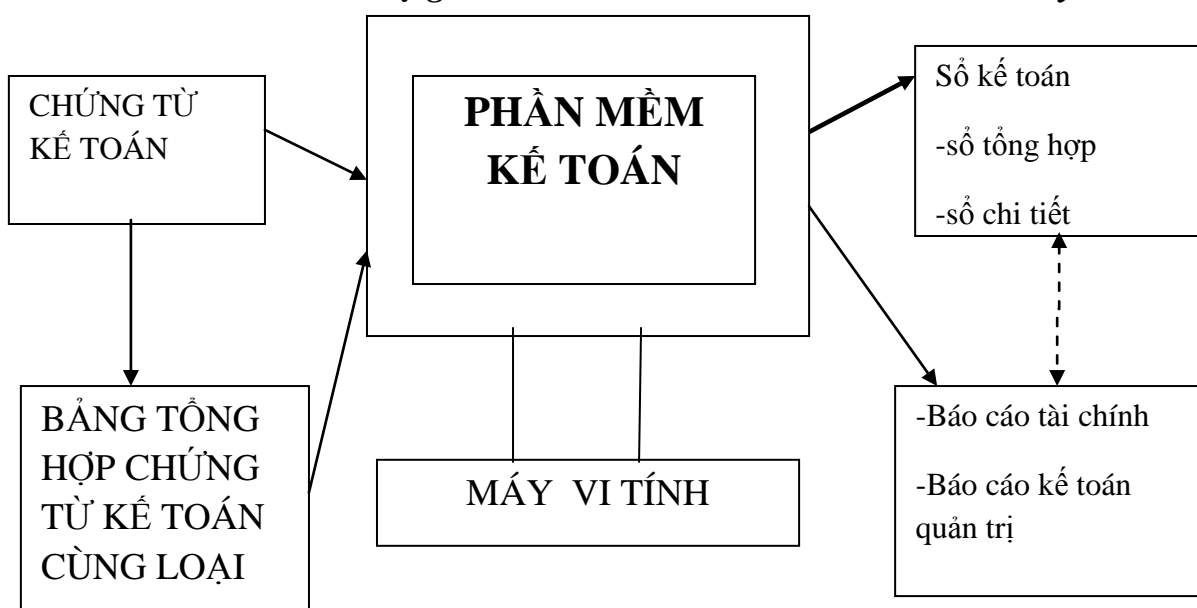 CHỨNG TỪ
KẾ TOÁN
PHẦN MỀM
KẾ TOÁN
Sổ kế toán
-sổ tổng hợp
-sổ chi tiết
BẢNG TỔNG
HỢP CHỨNG
TỪ KẾ TOÁN
CÙNG LOẠI
MÁY VI TÍNH
-Báo cáo tài chính
-Báo cáo kế toán
quản trị